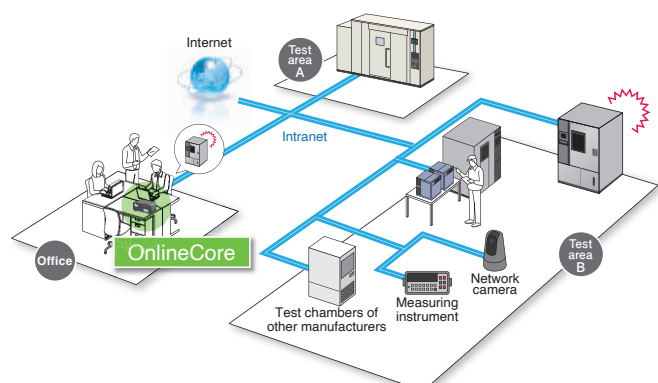 Internet
Test
area
A
Intranet
Office
OnlineCore
Test chambers of
other manufacturers
Measuring
instrument
Network
camera
Test
area
B